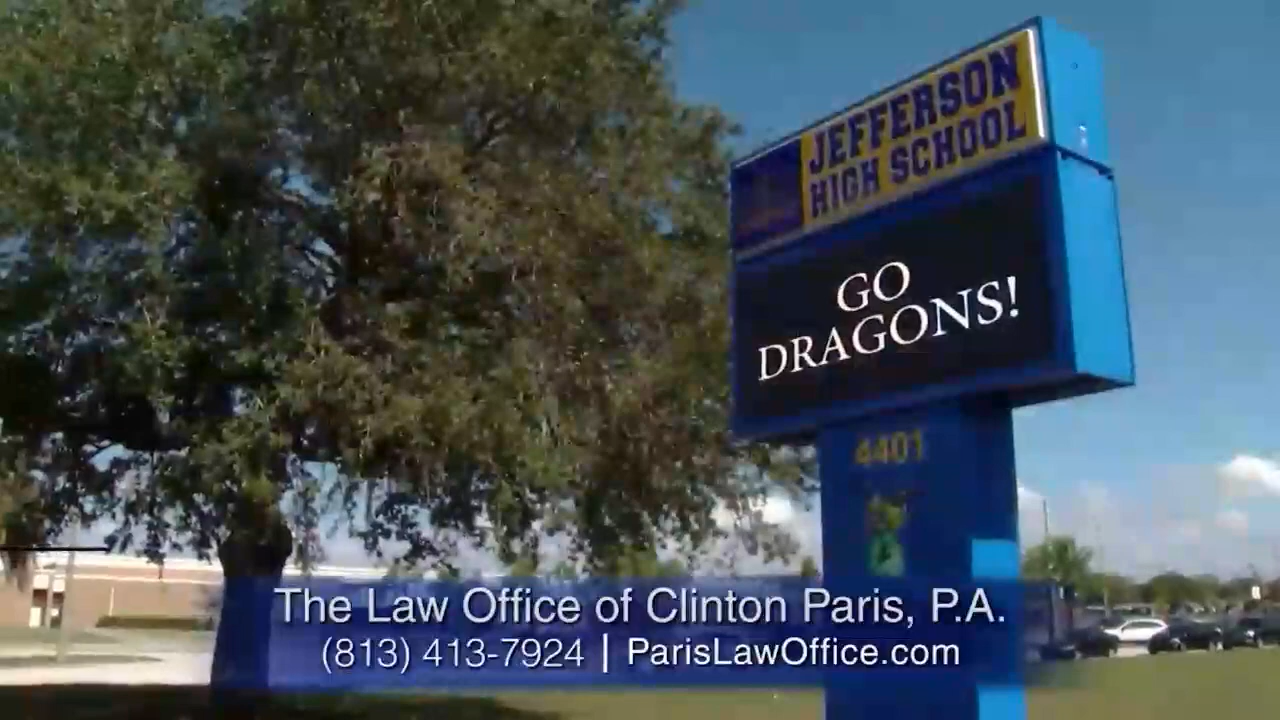 JEFFERSON
HIGH SCHOOL
GO
DRAGONS!
4401
The Law Office of Clinton Paris, P.A.
(813) 413-7924 | ParisLawOffice.com